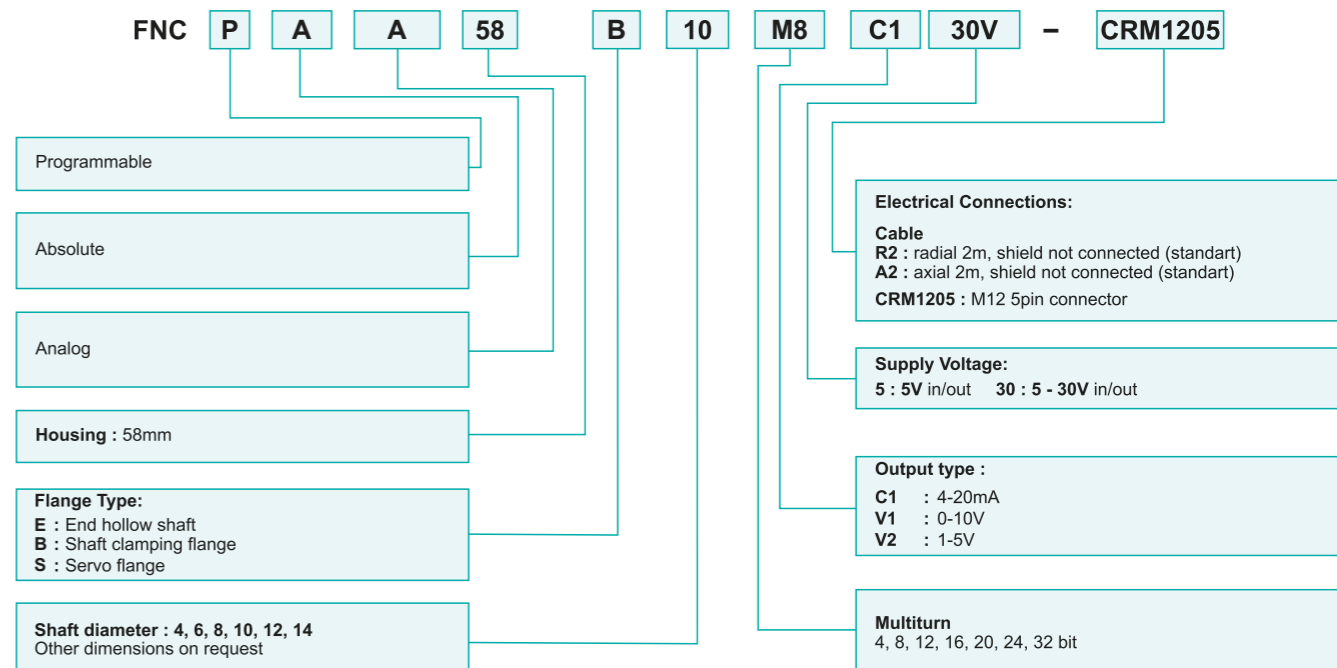 FNC P A A 58 B 10 M8 C1 30V – CRM1205
Programmable
Absolute
Analog
Housing : 58mm
Flange Type:
E : End hollow shaft
B : Shaft clamping flange
S : Servo flange
Shaft diameter : 4, 6, 8, 10, 12, 14
Other dimensions on request
Electrical Connections:
Cable
R2 : radial 2m, shield not connected (standart)
A2 : axial 2m, shield not connected (standart)
CRM1205 : M12 5pin connector
Supply Voltage:
5 : 5V in/out 30 : 5 - 30V in/out
Output type :
C1 : 4-20mA
V1 : 0-10V
V2 : 1-5V
Multiturn
4, 8, 12, 16, 20, 24, 32 bit